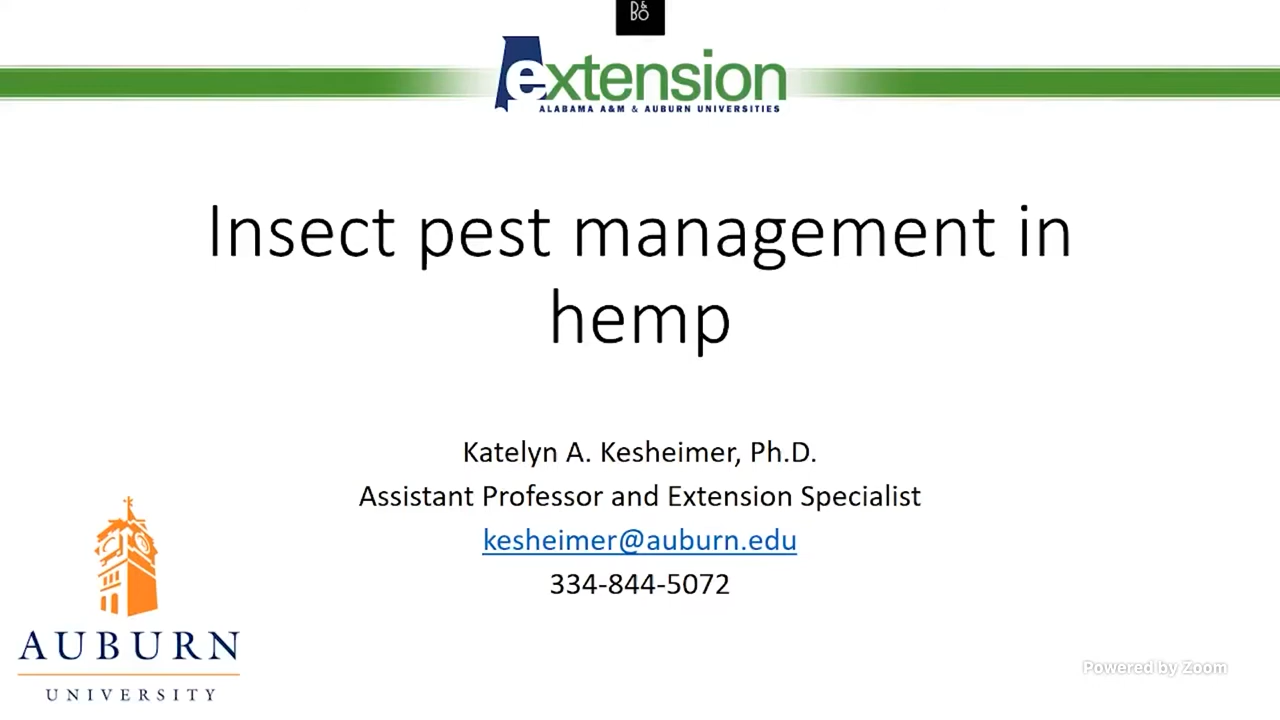 D&
BO
extension
ALABAMA A&M & AUBURN UNIVERSITIES
Insect pest management in
hemp
Katelyn A. Kesheimer, Ph.D.
Assistant Professor and Extension Specialist
kesheimer@auburn.edu
334-844-5072
AUBURN
UNIVERSITY
Powered by Zoom